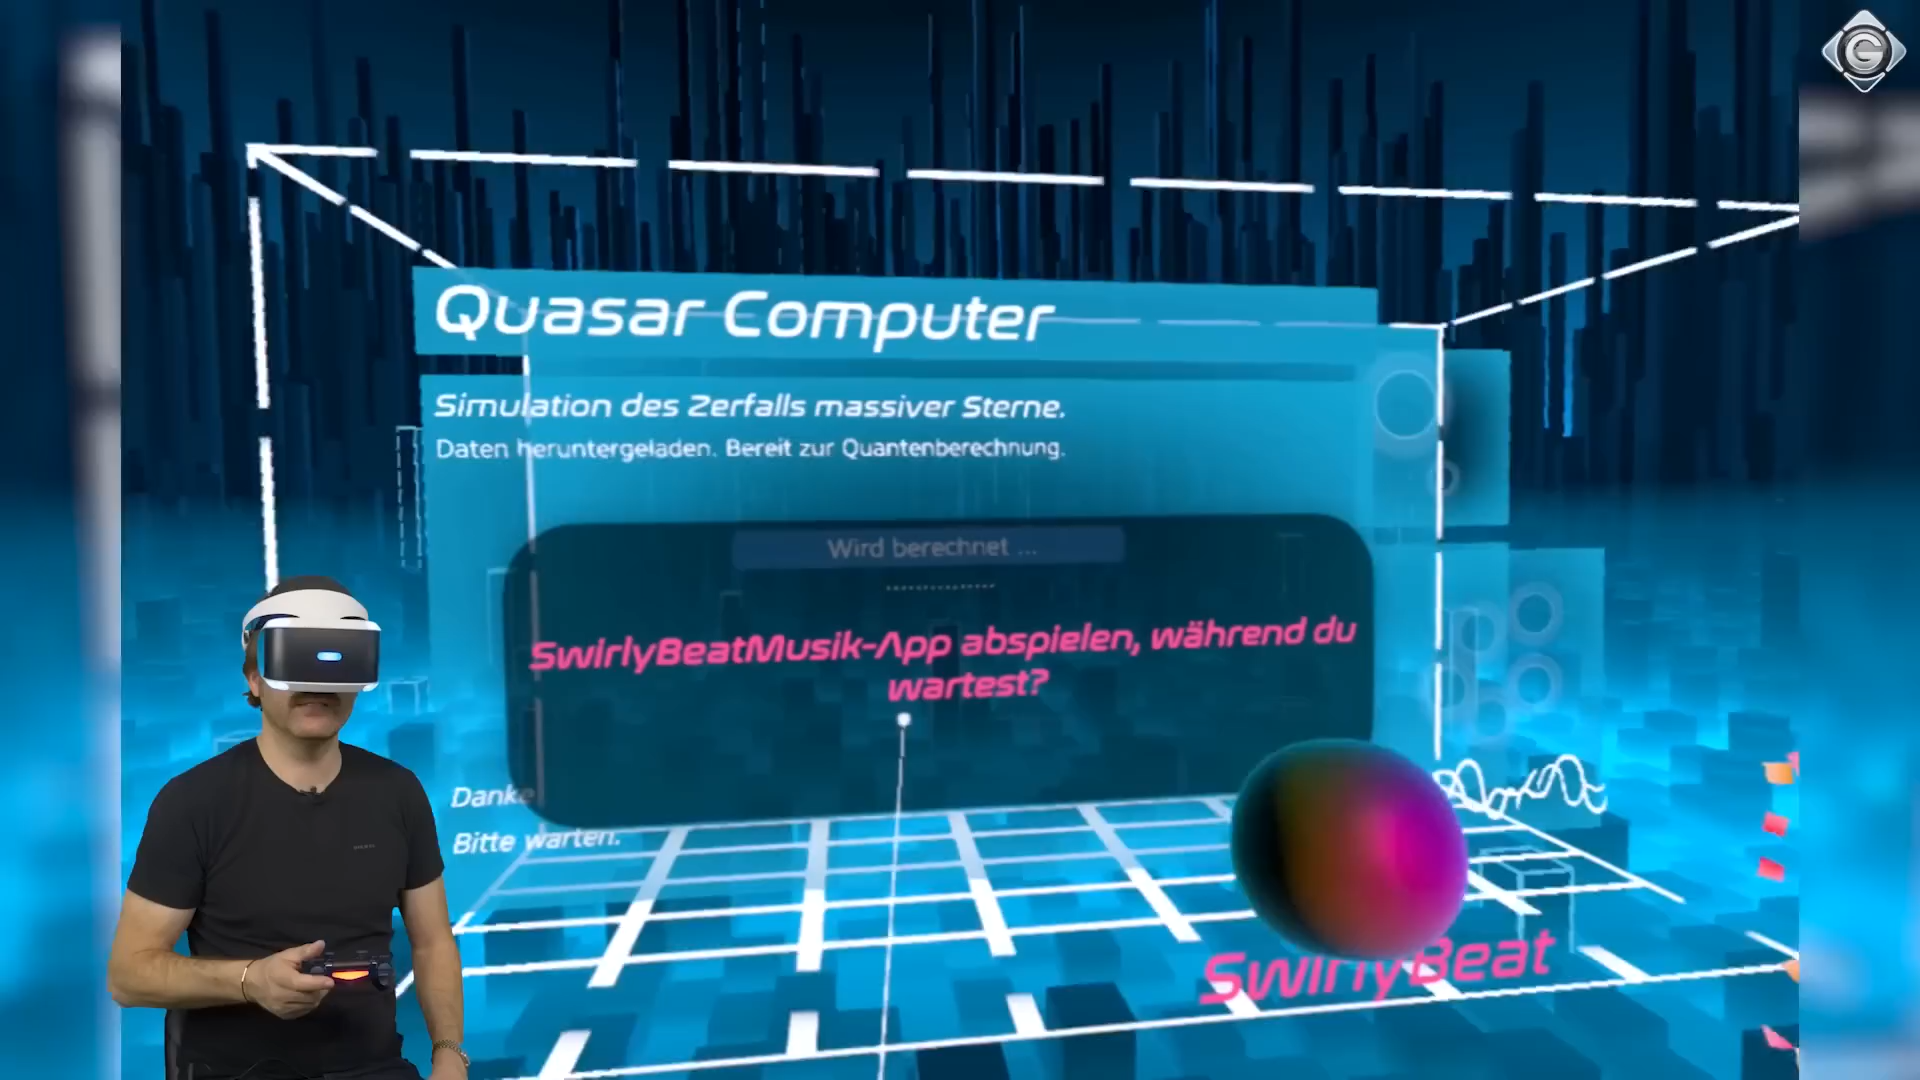 Quasar Computer
Simulation des Zerfalls massiver Sterne.
Daten heruntergeladen. Bereit zur Quantenberechnung.
Wird berechnet ...
SwirlyBeatMusik-App abspielen, während du
wartest?
Danke
Bitte warten.
SwirlyBeat